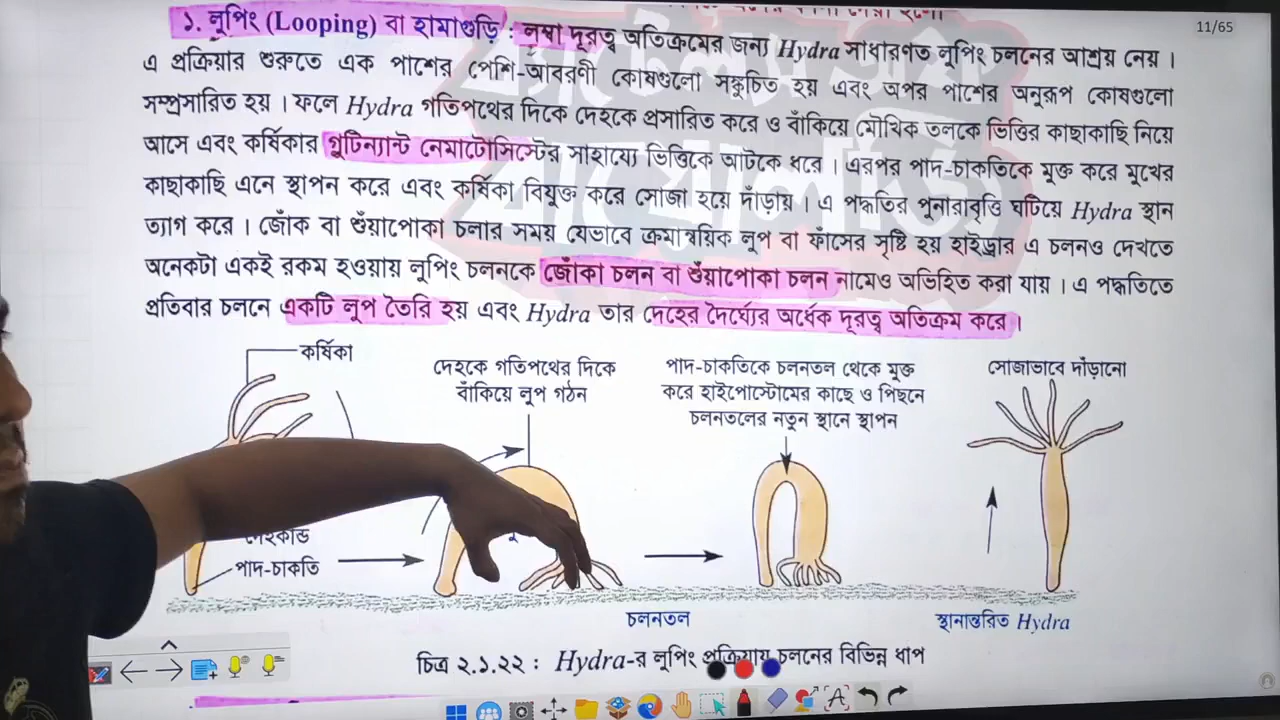 11/65
১. লুপিং (Looping) বা হামাগুড়ি : লম্বা দূরত্ব অতিক্রমের জন্য Hydra সাধারণত লুপিং চলনের আশ্রয় নেয়।
এ প্রক্রিয়ার শুরুতে এক পাশের পেশি-আবরণী কোষগুলো সঙ্কুচিত হয় এবং অপর পাশের অনুরূপ কোষগুলো
সম্প্রসারিত হয়। ফলে Hydra গতিপথের দিকে দেহকে প্রসারিত করে ও বাঁকিয়ে মৌখিক তলকে ভিত্তির কাছাকাছি নিয়ে
আসে এবং কর্ষিকার গ্লুটিন্যান্ট নেমাটোসিস্টের সাহায্যে ভিত্তিকে আটকে ধরে। এরপর পাদ-চাকতিকে মুক্ত করে মুখের
কাছাকাছি এনে স্থাপন করে এবং কর্ষিকা বিযুক্ত করে সোজা হয়ে দাঁড়ায়। এ পদ্ধতির পুনারাবৃত্তি ঘটিয়ে Hydra স্থান
ত্যাগ করে। জোঁক বা শুঁয়াপোকা চলার সময় যেভাবে ক্রমান্বয়িক লূপ বা ফাঁসের সৃষ্টি হয় হাইড্রার এ চলনও দেখতে
অনেকটা একই রকম হওয়ায় লুপিং চলনকে জোঁকা চলন বা শুঁয়াপোকা চলন নামেও অভিহিত করা যায়। এ পদ্ধতিতে
প্রতিবার চলনে একটি লুপ তৈরি হয় এবং Hydra তার দেহের দৈর্ঘ্যের অর্ধেক দূরত্ব অতিক্রম করে।
কর্ষিকা
দেহকে গতিপথের দিকে
বাঁকিয়ে লুপ গঠন
পাদ-চাকতিকে চলনতল থেকে মুক্ত
করে হাইপোস্টোমের কাছে ও পিছনে
চলনতলের নতুন স্থানে স্থাপন
সোজাভাবে দাঁড়ানো
দেহকান্ড
পাদ-চাকতি
চলনতল
স্থানান্তরিত Hydra
চিত্র ২.১.২২ : Hydra-র লুপিং প্রক্রিয়ায় চলনের বিভিন্ন ধাপ